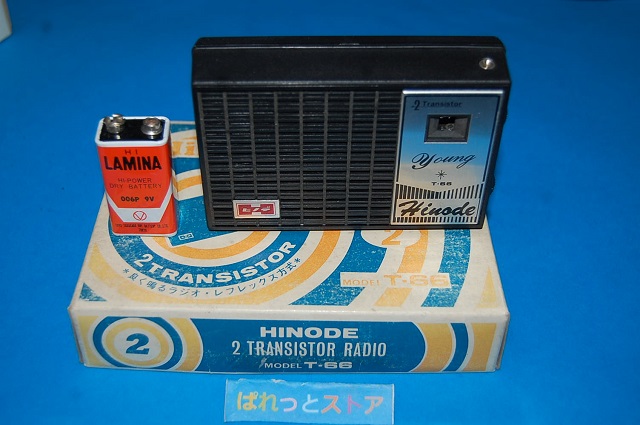 HI
LAMINA
HI-POWER
DRY BATTERY
006P 9V
2 Transistor
Young
T-66
Hinode
2
2 TRANSISTOR
*良く鳴るラジオ・レフレックス方式*
MODEL T-66
2
HINODE
2 TRANSISTOR RADIO
MODEL T-66
ぱれっとストア